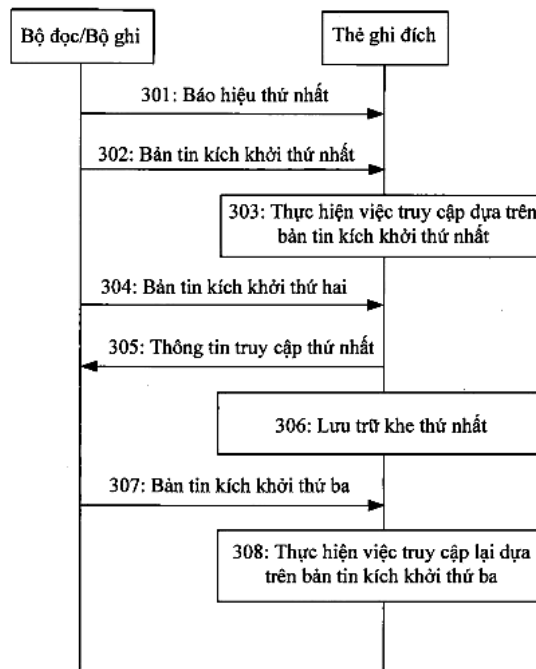 Bộ đọc/Bộ ghi
Thẻ ghi đích
301: Báo hiệu thứ nhất
302: Bản tin kích khởi thứ nhất
303: Thực hiện việc truy cập dựa trên
bản tin kích khởi thứ nhất
304: Bản tin kích khởi thứ hai
305: Thông tin truy cập thứ nhất
306: Lưu trữ khe thứ nhất
307: Bản tin kích khởi thứ ba
308: Thực hiện việc truy cập lại dựa
trên bản tin kích khởi thứ ba